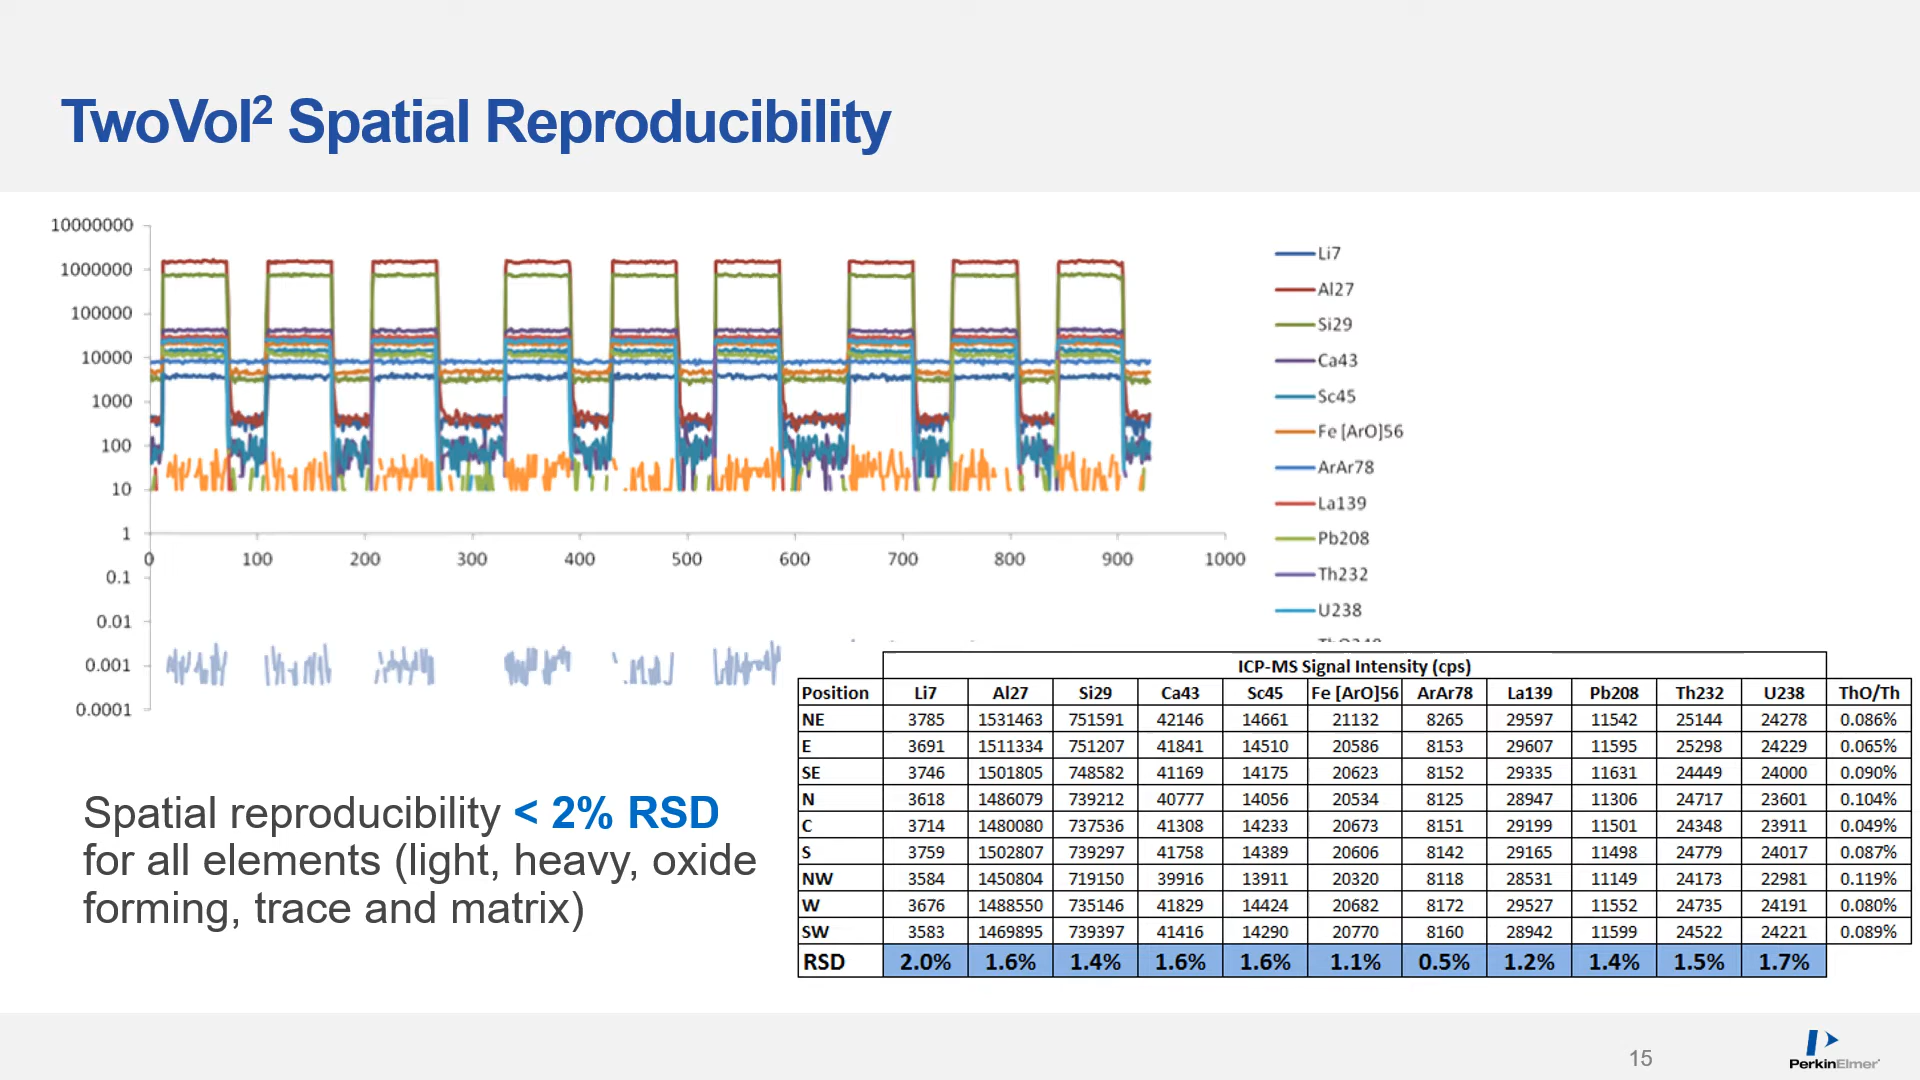 TwoVol² Spatial Reproducibility
10000000
1000000
100000
10000
1000
100
10
1
0 100 200 300 400 500 600 700 800 900 1000
0.1
0.01
0.001
0.0001
Li7
Al27
Si29
Ca43
Sc45
Fe [ArO]56
ArAr78
La139
Pb208
Th232
U238
Spatial reproducibility < 2% RSD
for all elements (light, heavy, oxide
forming, trace and matrix)
ICP-MS Signal Intensity (cps)
Position Li7 Al27 Si29 Ca43 Sc45 Fe [ArO]56 ArAr78 La139 Pb208 Th232 U238 ThO/Th
NE 3785 1531463 751591 42146 14661 21132 8265 29597 11542 25144 24278 0.086%
E 3691 1511334 751207 41841 14510 20586 8153 29607 11595 25298 24229 0.065%
SE 3746 1501805 748582 41169 14175 20623 8152 29335 11631 24449 24000 0.090%
N 3618 1486079 739212 40777 14056 20534 8125 28947 11306 24717 23601 0.104%
C 3714 1480080 737536 41308 14233 20673 8151 29199 11501 24348 23911 0.049%
S 3759 1502807 739297 41758 14389 20606 8142 29165 11498 24779 24017 0.087%
NW 3584 1450804 719150 39916 13911 20320 8118 28531 11149 24173 22981 0.119%
W 3676 1488550 735146 41829 14424 20682 8172 29527 11552 24735 24191 0.080%
SW 3583 1469895 739397 41416 14290 20770 8160 28942 11599 24522 24221 0.089%
RSD 2.0% 1.6% 1.4% 1.6% 1.6% 1.1% 0.5% 1.2% 1.4% 1.5% 1.7%
15
PerkinElmer